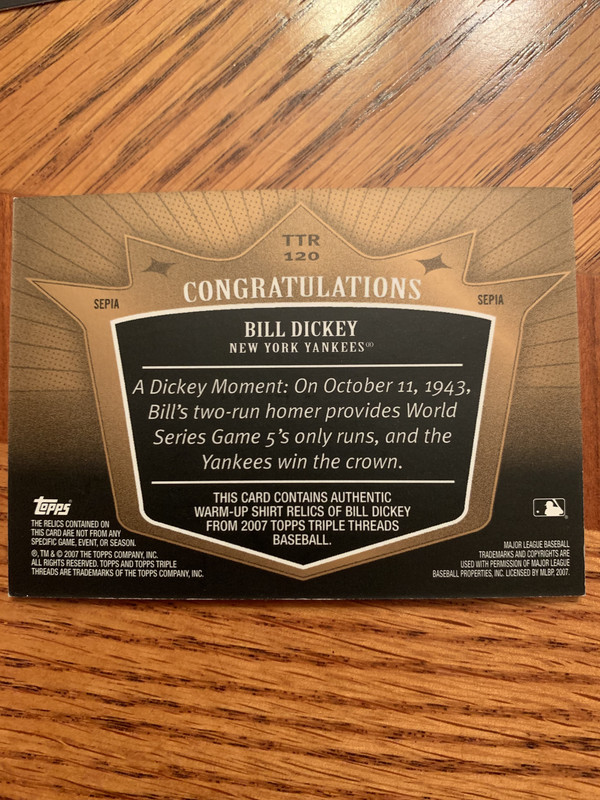 TTR
120
CONGRATULATIONS
SEPIA
SEPIA
BILL DICKEY
NEW YORK YANKEES®
A Dickey Moment: On October 11, 1943,
Bill's two-run homer provides World
Series Game 5's only runs, and the
Yankees win the crown.
THIS CARD CONTAINS AUTHENTIC
WARM-UP SHIRT RELICS OF BILL DICKEY
FROM 2007 TOPPS TRIPLE THREADS
BASEBALL.
Topps®
THE RELICS CONTAINED ON
THIS CARD ARE NOT FROM ANY
SPECIFIC GAME, EVENT, OR SEASON.
®, TM & © 2007 THE TOPPS COMPANY, INC.
ALL RIGHTS RESERVED. TOPPS AND TOPPS TRIPLE
THREADS ARE TRADEMARKS OF THE TOPPS COMPANY, INC.
MAJOR LEAGUE BASEBALL
TRADEMARKS AND COPYRIGHTS ARE
USED WITH PERMISSION OF MAJOR LEAGUE
BASEBALL PROPERTIES, INC. LICENSED BY MLBP, 2007.